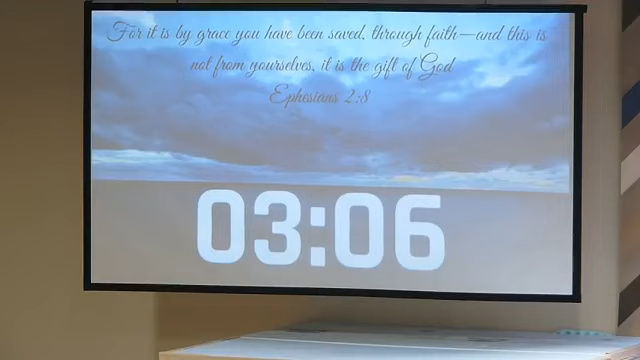 For it is by grace you have been saved, through faith—and this is
not from yourselves, it is the gift of God
Ephesians 2:8
03:06